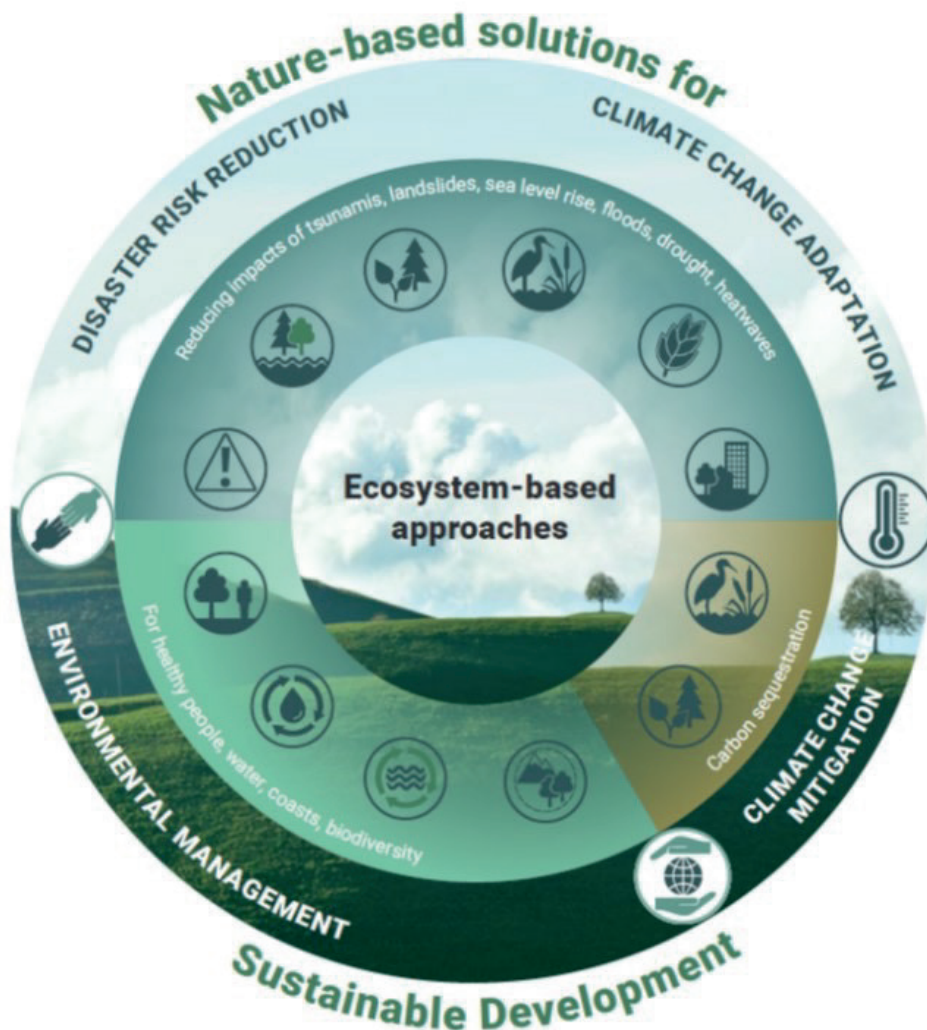 Nature-based solutions for
DISASTER RISK REDUCTION
CLIMATE CHANGE ADAPTATION
Reducing impacts of tsunamis, landslides, sea level rise, floods, drought, heatwaves
Ecosystem-based
approaches
For healthy people, water, coasts, biodiversity
Carbon sequestration
ENVIRONMENTAL MANAGEMENT
CLIMATE CHANGE
MITIGATION
Sustainable Development